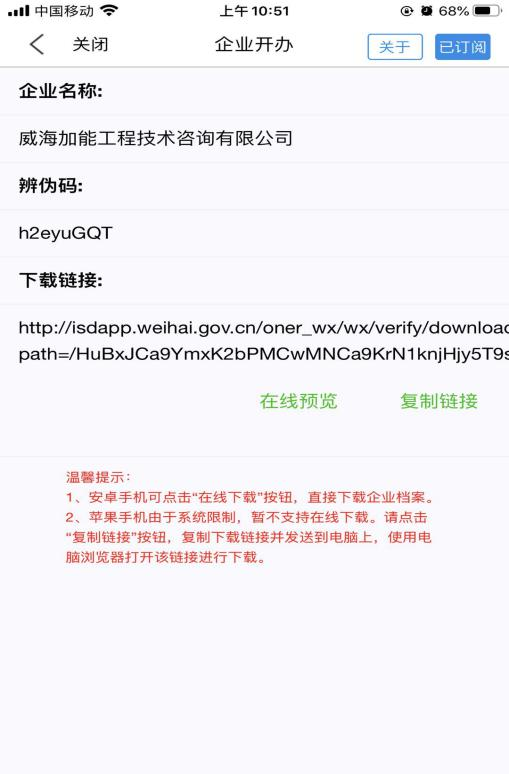 中国移动 上午10:51 68%
关闭 企业开办 关于 已订阅
企业名称:
威海加能工程技术咨询有限公司
辨伪码:
h2eyuGQT
下载链接:
http://isdapp.weihai.gov.cn/oner_wx/wx/verify/downloac
path=/HuBxJCa9YmxK2bPMCwMNCa9KrN1knjHjy5T9s
在线预览 复制链接
温馨提示:
1、安卓手机可点击“在线下载”按钮，直接下载企业档案。
2、苹果手机由于系统限制，暂不支持在线下载。请点击
“复制链接”按钮，复制下载链接并发送到电脑上，使用电
脑浏览器打开该链接进行下载。